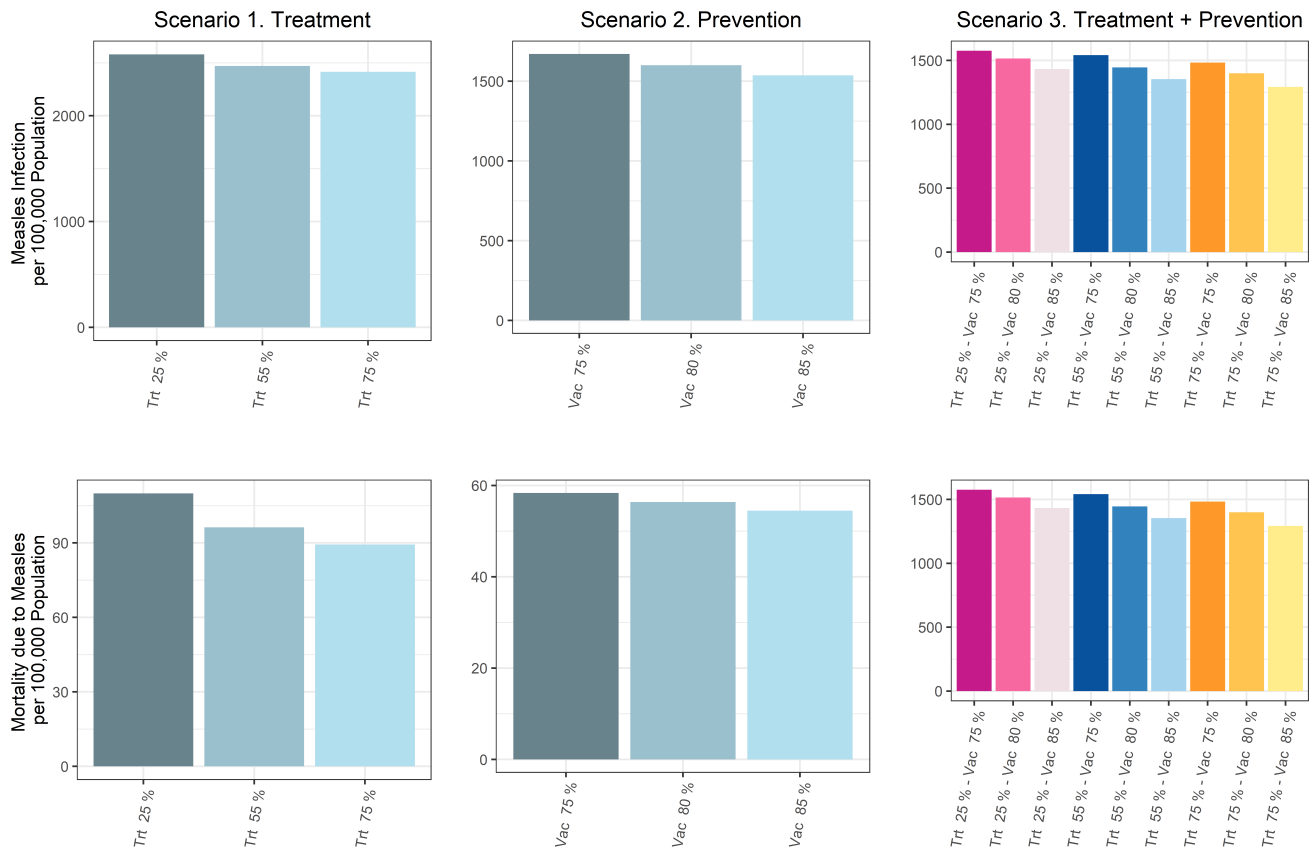 Scenario 1. Treatment
Scenario 2. Prevention
Scenario 3. Treatment + Prevention
Measles Infection
per 100,000 Population
2000
1000
0
Trt 25 %
Trt 55 %
Trt 75 %
1500
1000
500
0
Vac 75 %
Vac 80 %
Vac 85 %
1500
1000
500
0
Trt 25 % - Vac 75 %
Trt 25 % - Vac 80 %
Trt 25 % - Vac 85 %
Trt 55 % - Vac 75 %
Trt 55 % - Vac 80 %
Trt 55 % - Vac 85 %
Trt 75 % - Vac 75 %
Trt 75 % - Vac 80 %
Trt 75 % - Vac 85 %
Mortality due to Measles
per 100,000 Population
90
60
30
0
Trt 25 %
Trt 55 %
Trt 75 %
60
40
20
0
Vac 75 %
Vac 80 %
Vac 85 %
1500
1000
500
0
Trt 25 % - Vac 75 %
Trt 25 % - Vac 80 %
Trt 25 % - Vac 85 %
Trt 55 % - Vac 75 %
Trt 55 % - Vac 80 %
Trt 55 % - Vac 85 %
Trt 75 % - Vac 75 %
Trt 75 % - Vac 80 %
Trt 75 % - Vac 85 %